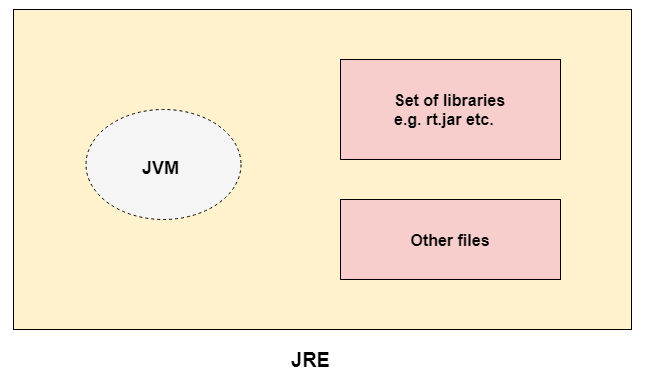 Set of libraries
e.g. rt.jar etc.
JVM
Other files
JRE